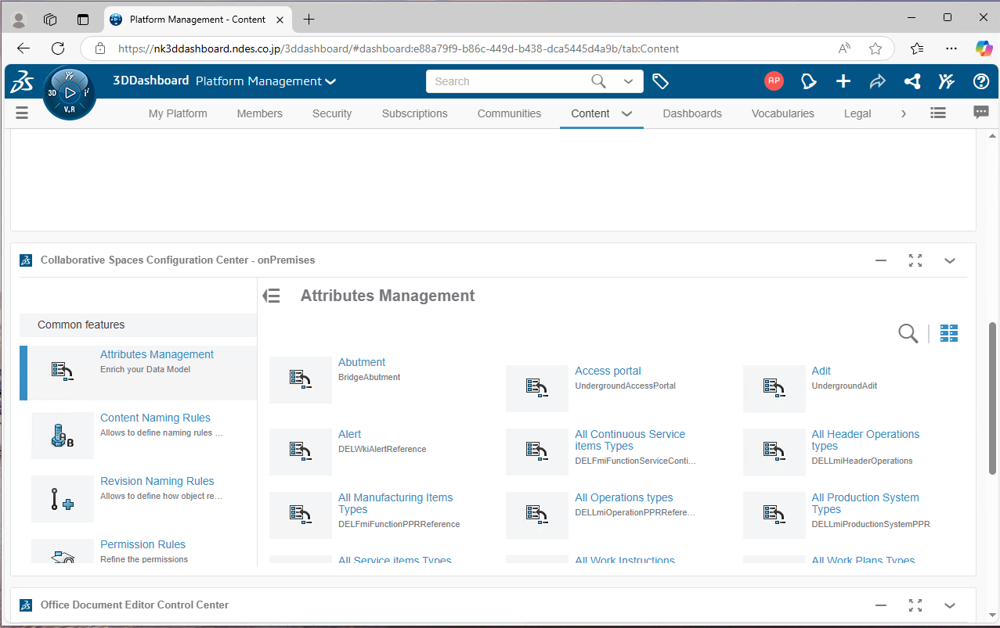 Platform Management - Content
https://nk3ddashboard.ndes.co.jp/3ddashboard/#dashboard:e88a79f9-b86c-449d-b438-dca5445d4a9b/tab:Content
3DDashboard Platform Management
Search
AP
3D
V.R
My Platform Members Security Subscriptions Communities Content Dashboards Vocabularies Legal
Collaborative Spaces Configuration Center - onPremises
Attributes Management
Common features
Attributes Management
Enrich your Data Model
Content Naming Rules
Allows to define naming rules ...
Revision Naming Rules
Allows to define how object re...
Permission Rules
Refine the permissions
Abutment
BridgeAbutment
Access portal
UndergroundAccessPortal
Adit
UndergroundAdit
Alert
DELWkiAlertReference
All Continuous Service
items Types
DELFmiFunctionServiceConti...
All Header Operations
types
DELLmiHeaderOperations
All Manufacturing Items
Types
DELFmiFunctionPPRReference
All Operations types
DELLmiOperationPPRRefere...
All Production System
Types
DELLmiProductionSystemPPR
All Service items Types
All Work Instructions
All Work Plans Types
Office Document Editor Control Center